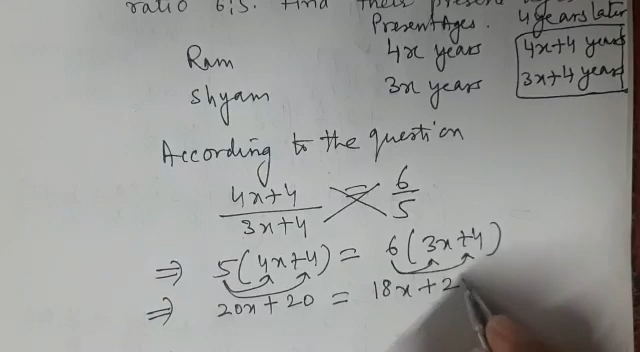 ratio 6:5. Find their present ages
Present Ages. 4 years later
Ram 4x years 4x+4 years
Shyam 3x years 3x+4 years
According to the question
4x+4 / 3x+4 = 6 / 5
⇒ 5(4x+4) = 6(3x+4)
⇒ 20x+20 = 18x+2